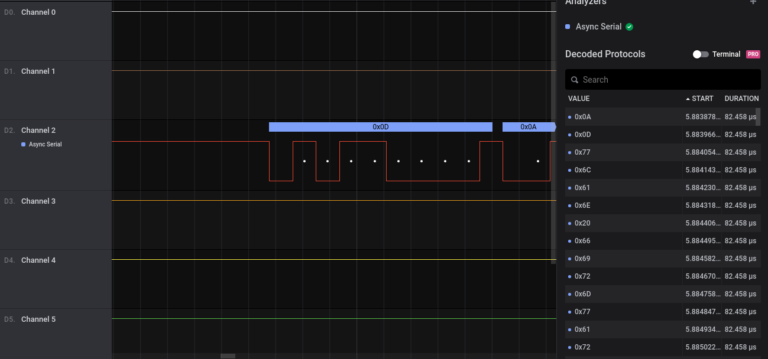 D0. Channel 0
D1. Channel 1
D2. Channel 2
Async Serial
0x0D
0x0A
D3. Channel 3
D4. Channel 4
D5. Channel 5
Analyzers
Async Serial
Decoded Protocols
Terminal PRO
Search
VALUE START DURATION
0x0A 5.883878... 82.458 µs
0x0D 5.883966... 82.458 µs
0x77 5.884054... 82.458 µs
0x6C 5.884143... 82.458 µs
0x61 5.884230... 82.458 µs
0x6E 5.884318... 82.458 µs
0x20 5.884406... 82.458 µs
0x66 5.884495... 82.458 µs
0x69 5.884582... 82.458 µs
0x72 5.884670... 82.458 µs
0x6D 5.884758... 82.458 µs
0x77 5.884847... 82.458 µs
0x61 5.884934... 82.458 µs
0x72 5.885022... 82.458 µs